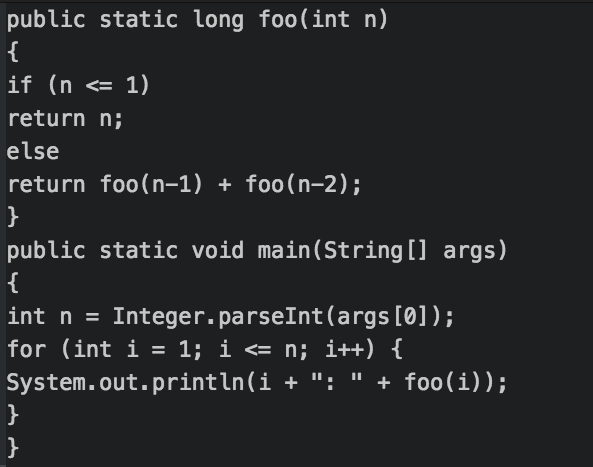 public static long foo(int n)
{
if (n <= 1)
return n;
else
return foo(n-1) + foo(n-2);
}
public static void main(String[] args)
{
int n = Integer.parseInt(args[0]);
for (int i = 1; i <= n; i++) {
System.out.println(i + ": " + foo(i));
}
}